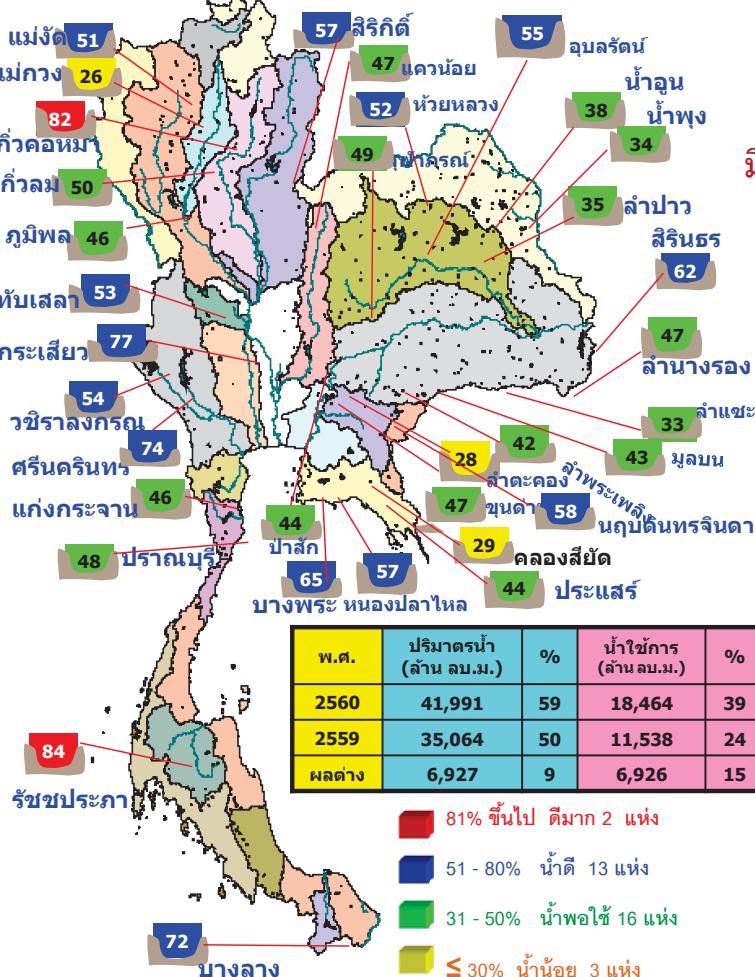 แม่งัด 51
แม่กวง 26
82
กิ่วคอหมา
กิ่วลม 50
ภูมิพล 46
ทับเสลา 53
กระเสียว 77
54
วชิราลงกรณ
74
ศรีนครินทร
46
แก่งกระจาน
48 ปราณบุรี
57 สิริกิติ์
47 แควน้อย
52 ห้วยหลวง
49
55 อุบลรัตน์
38 น้ำอูน
น้ำพุง
34
35 ลำปาว
สิรินธร
62
47
ลำนางรอง
33 ลำแซะ
43 มูลบน
42
28
ลำตะคอง
ลำพระเพลิง
47 ขุนด่าน
58 นฤบดินทรจินดา
44
ป่าสัก
29 คลองสียัด
65
บางพระ
57
หนองปลาไหล
44 ประแสร์
พ.ศ. ปริมาตรน้ำ (ล้าน ลบ.ม.) % น้ำใช้การ (ล้าน ลบ.ม.) %
2560 41,991 59 18,464 39
2559 35,064 50 11,538 24
ผลต่าง 6,927 9 6,926 15
84
รัชชประภา
72
บางลาง
81% ขึ้นไป ดีมาก 2 แห่ง
51 - 80% น้ำดี 13 แห่ง
31 - 50% น้ำพอใช้ 16 แห่ง
≤ 30% น้ำน้อย 3 แห่ง